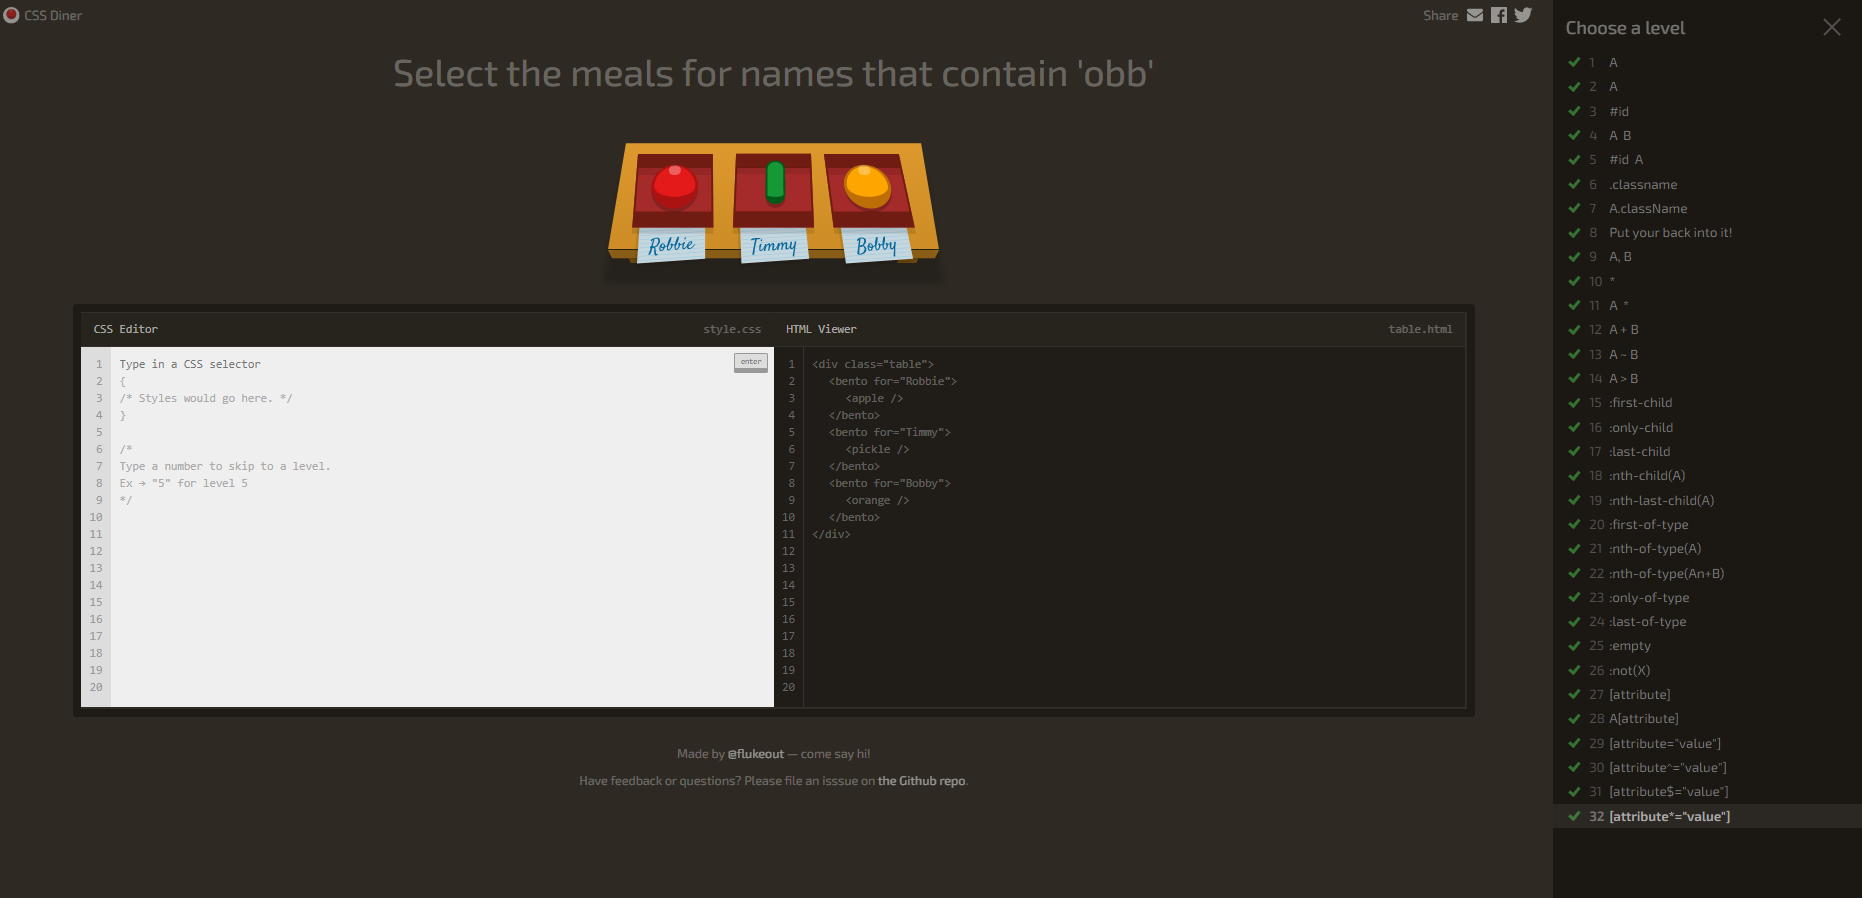 CSS Diner
Share
Select the meals for names that contain 'obb'
Robbie
Timmy
Bobby
CSS Editor
style.css
HTML Viewer
table.html
enter
1 Type in a CSS selector
2 {
3 /* Styles would go here. */
4 }
5
6 /*
7 Type a number to skip to a level.
8 Ex → "5" for level 5
9 */
10
11
12
13
14
15
16
17
18
19
20
1 <div class="table">
2 <bento for="Robbie">
3 <apple />
4 </bento>
5 <bento for="Timmy">
6 <pickle />
7 </bento>
8 <bento for="Bobby">
9 <orange />
10 </bento>
11 </div>
12
13
14
15
16
17
18
19
20
Made by @flukeout — come say hi!
Have feedback or questions? Please file an isssue on the Github repo.
Choose a level
1 A
2 A
3 #id
4 A B
5 #id A
6 .classname
7 A.className
8 Put your back into it!
9 A, B
10 *
11 A *
12 A + B
13 A ~ B
14 A > B
15 :first-child
16 :only-child
17 :last-child
18 :nth-child(A)
19 :nth-last-child(A)
20 :first-of-type
21 :nth-of-type(A)
22 :nth-of-type(An+B)
23 :only-of-type
24 :last-of-type
25 :empty
26 :not(X)
27 [attribute]
28 A[attribute]
29 [attribute="value"]
30 [attribute^="value"]
31 [attribute$="value"]
32 [attribute*="value"]